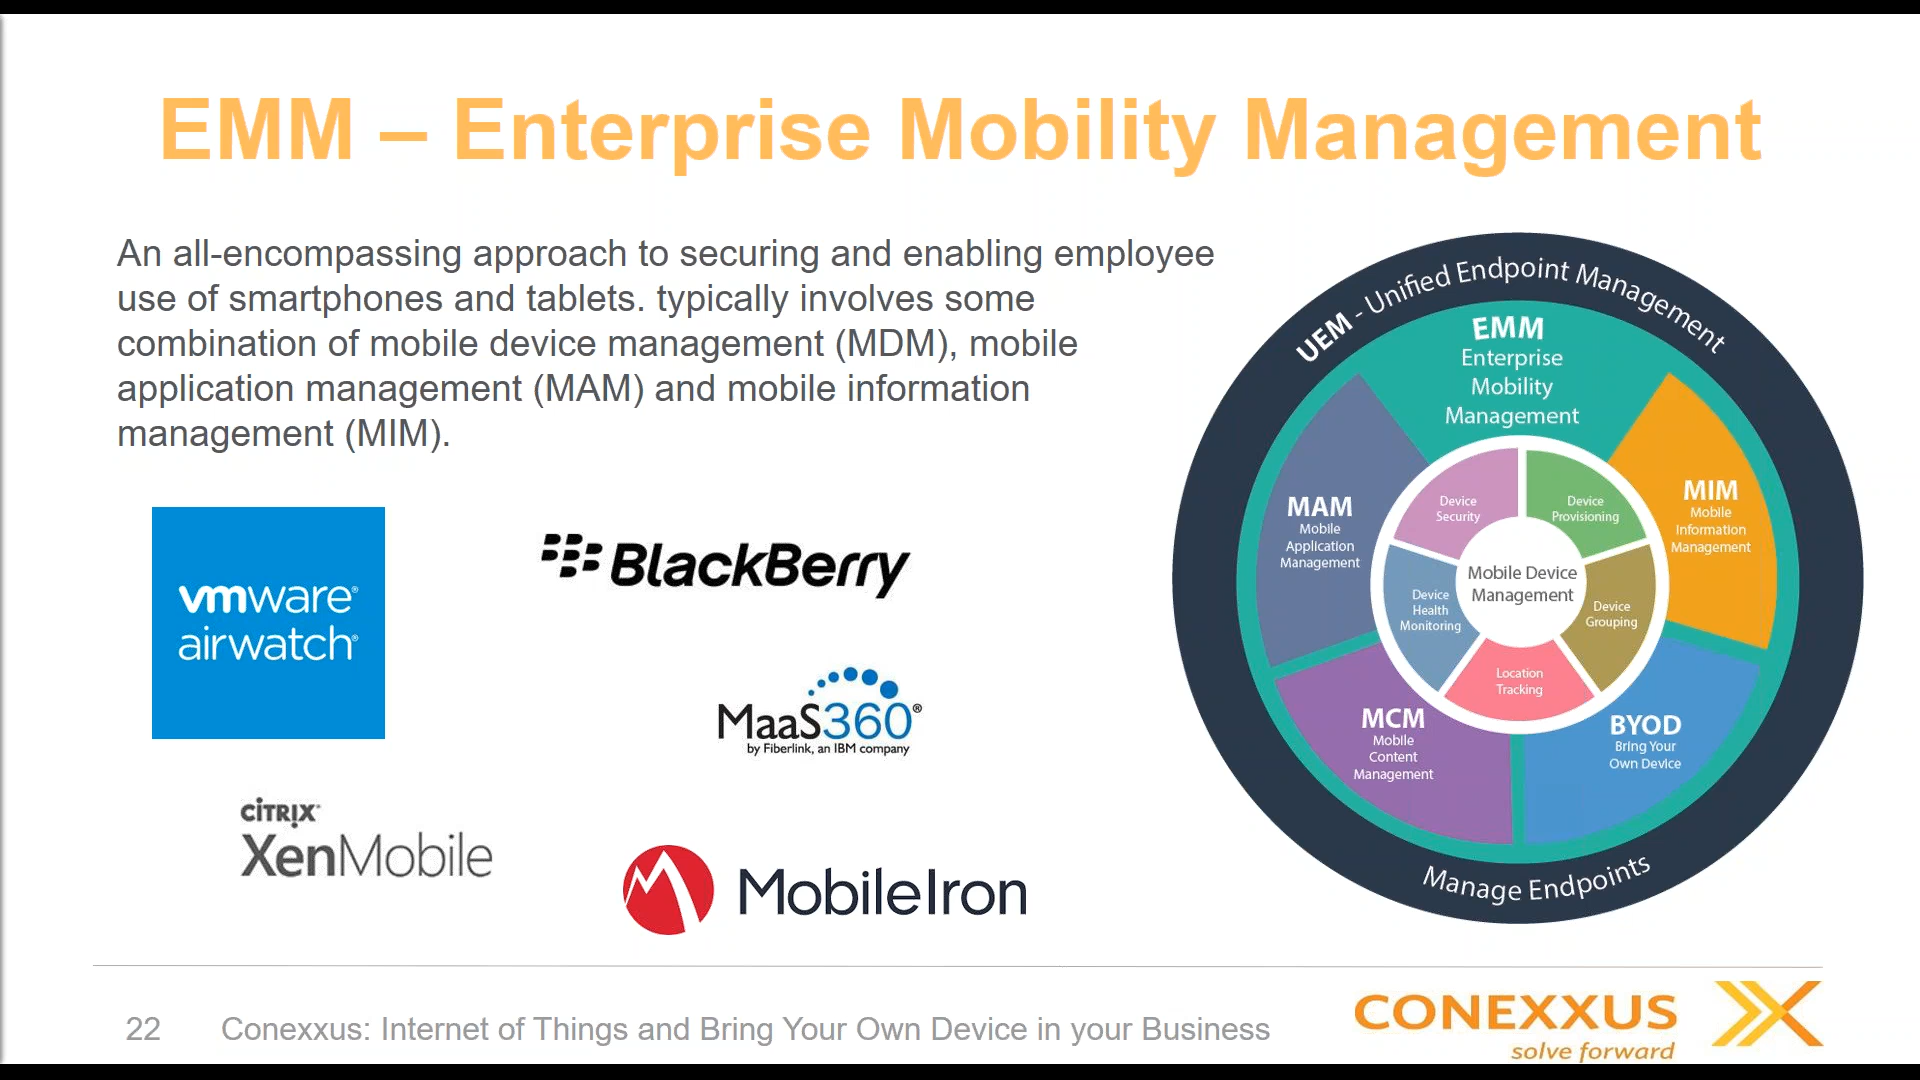 EMM – Enterprise Mobility Management
An all-encompassing approach to securing and enabling employee
use of smartphones and tablets. typically involves some
combination of mobile device management (MDM), mobile
application management (MAM) and mobile information
management (MIM).
vmware®
airwatch®
BlackBerry
MaaS360®
by Fiberlink, an IBM company
CITRIX®
XenMobile
MobileIron
UEM - Unified Endpoint Management
EMM
Enterprise
Mobility
Management
MAM
Mobile
Application
Management
MIM
Mobile
Information
Management
Device
Security
Device
Provisioning
Mobile Device
Management
Device
Health
Monitoring
Device
Grouping
Location
Tracking
MCM
Mobile
Content
Management
BYOD
Bring Your
Own Device
Manage Endpoints
22 Conexxus: Internet of Things and Bring Your Own Device in your Business
CONEXXUS
solve forward